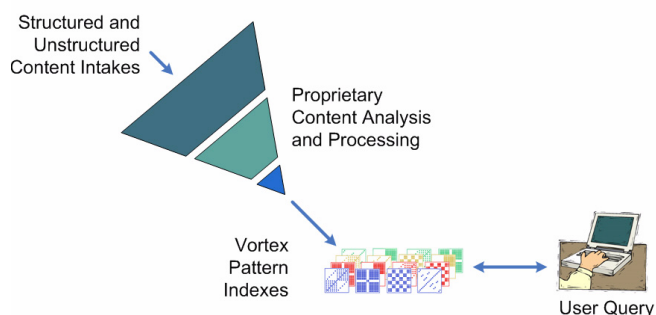 Structured and
Unstructured
Content Intakes
Proprietary
Content Analysis
and Processing
Vortex
Pattern
Indexes
User Query